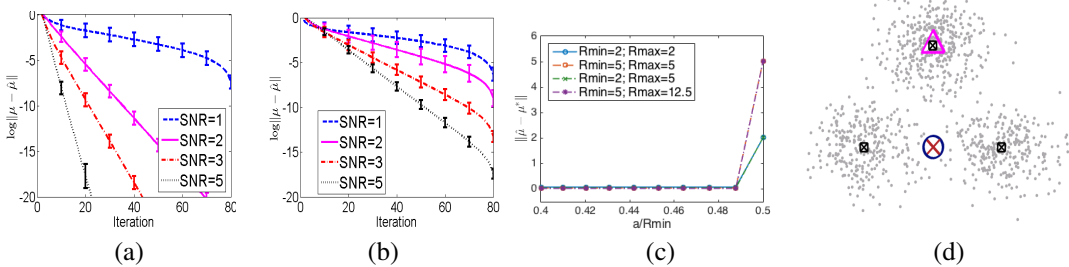 0
-5
-10
-15
-20
log||μ − μ̂||
SNR=1
SNR=2
SNR=3
SNR=5
0 20 40 60 80
Iteration
(a)
0
-5
-10
-15
-20
log||μ − μ̂||
SNR=1
SNR=2
SNR=3
SNR=5
0 20 40 60 80
Iteration
(b)
6
5
4
3
2
1
0
||μ̂ − μ*||
Rmin=2; Rmax=2
Rmin=5; Rmax=5
Rmin=2; Rmax=5
Rmin=5; Rmax=12.5
0.4 0.42 0.44 0.46 0.48 0.5
a/Rmin
(c)
(d)